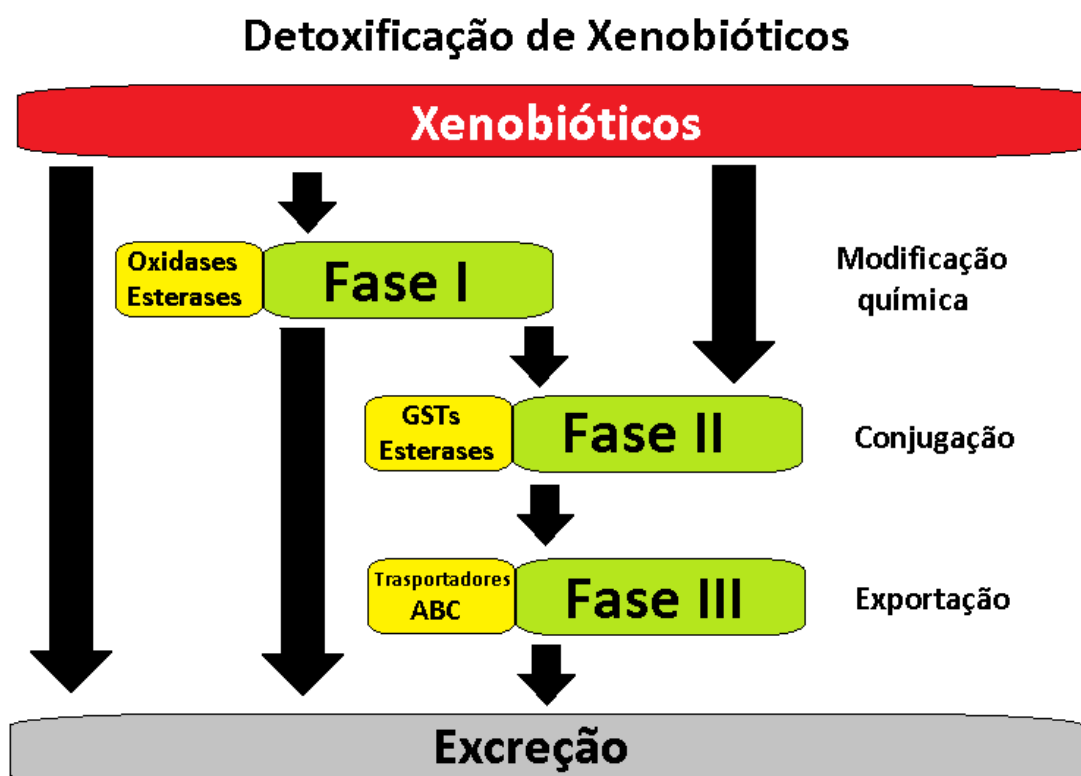 Detoxificação de Xenobióticos
Xenobióticos
Oxidases
Esterases
Fase I
Modificação
química
GSTs
Esterases
Fase II
Conjugação
Trasportadores
ABC
Fase III
Exportação
Excreção